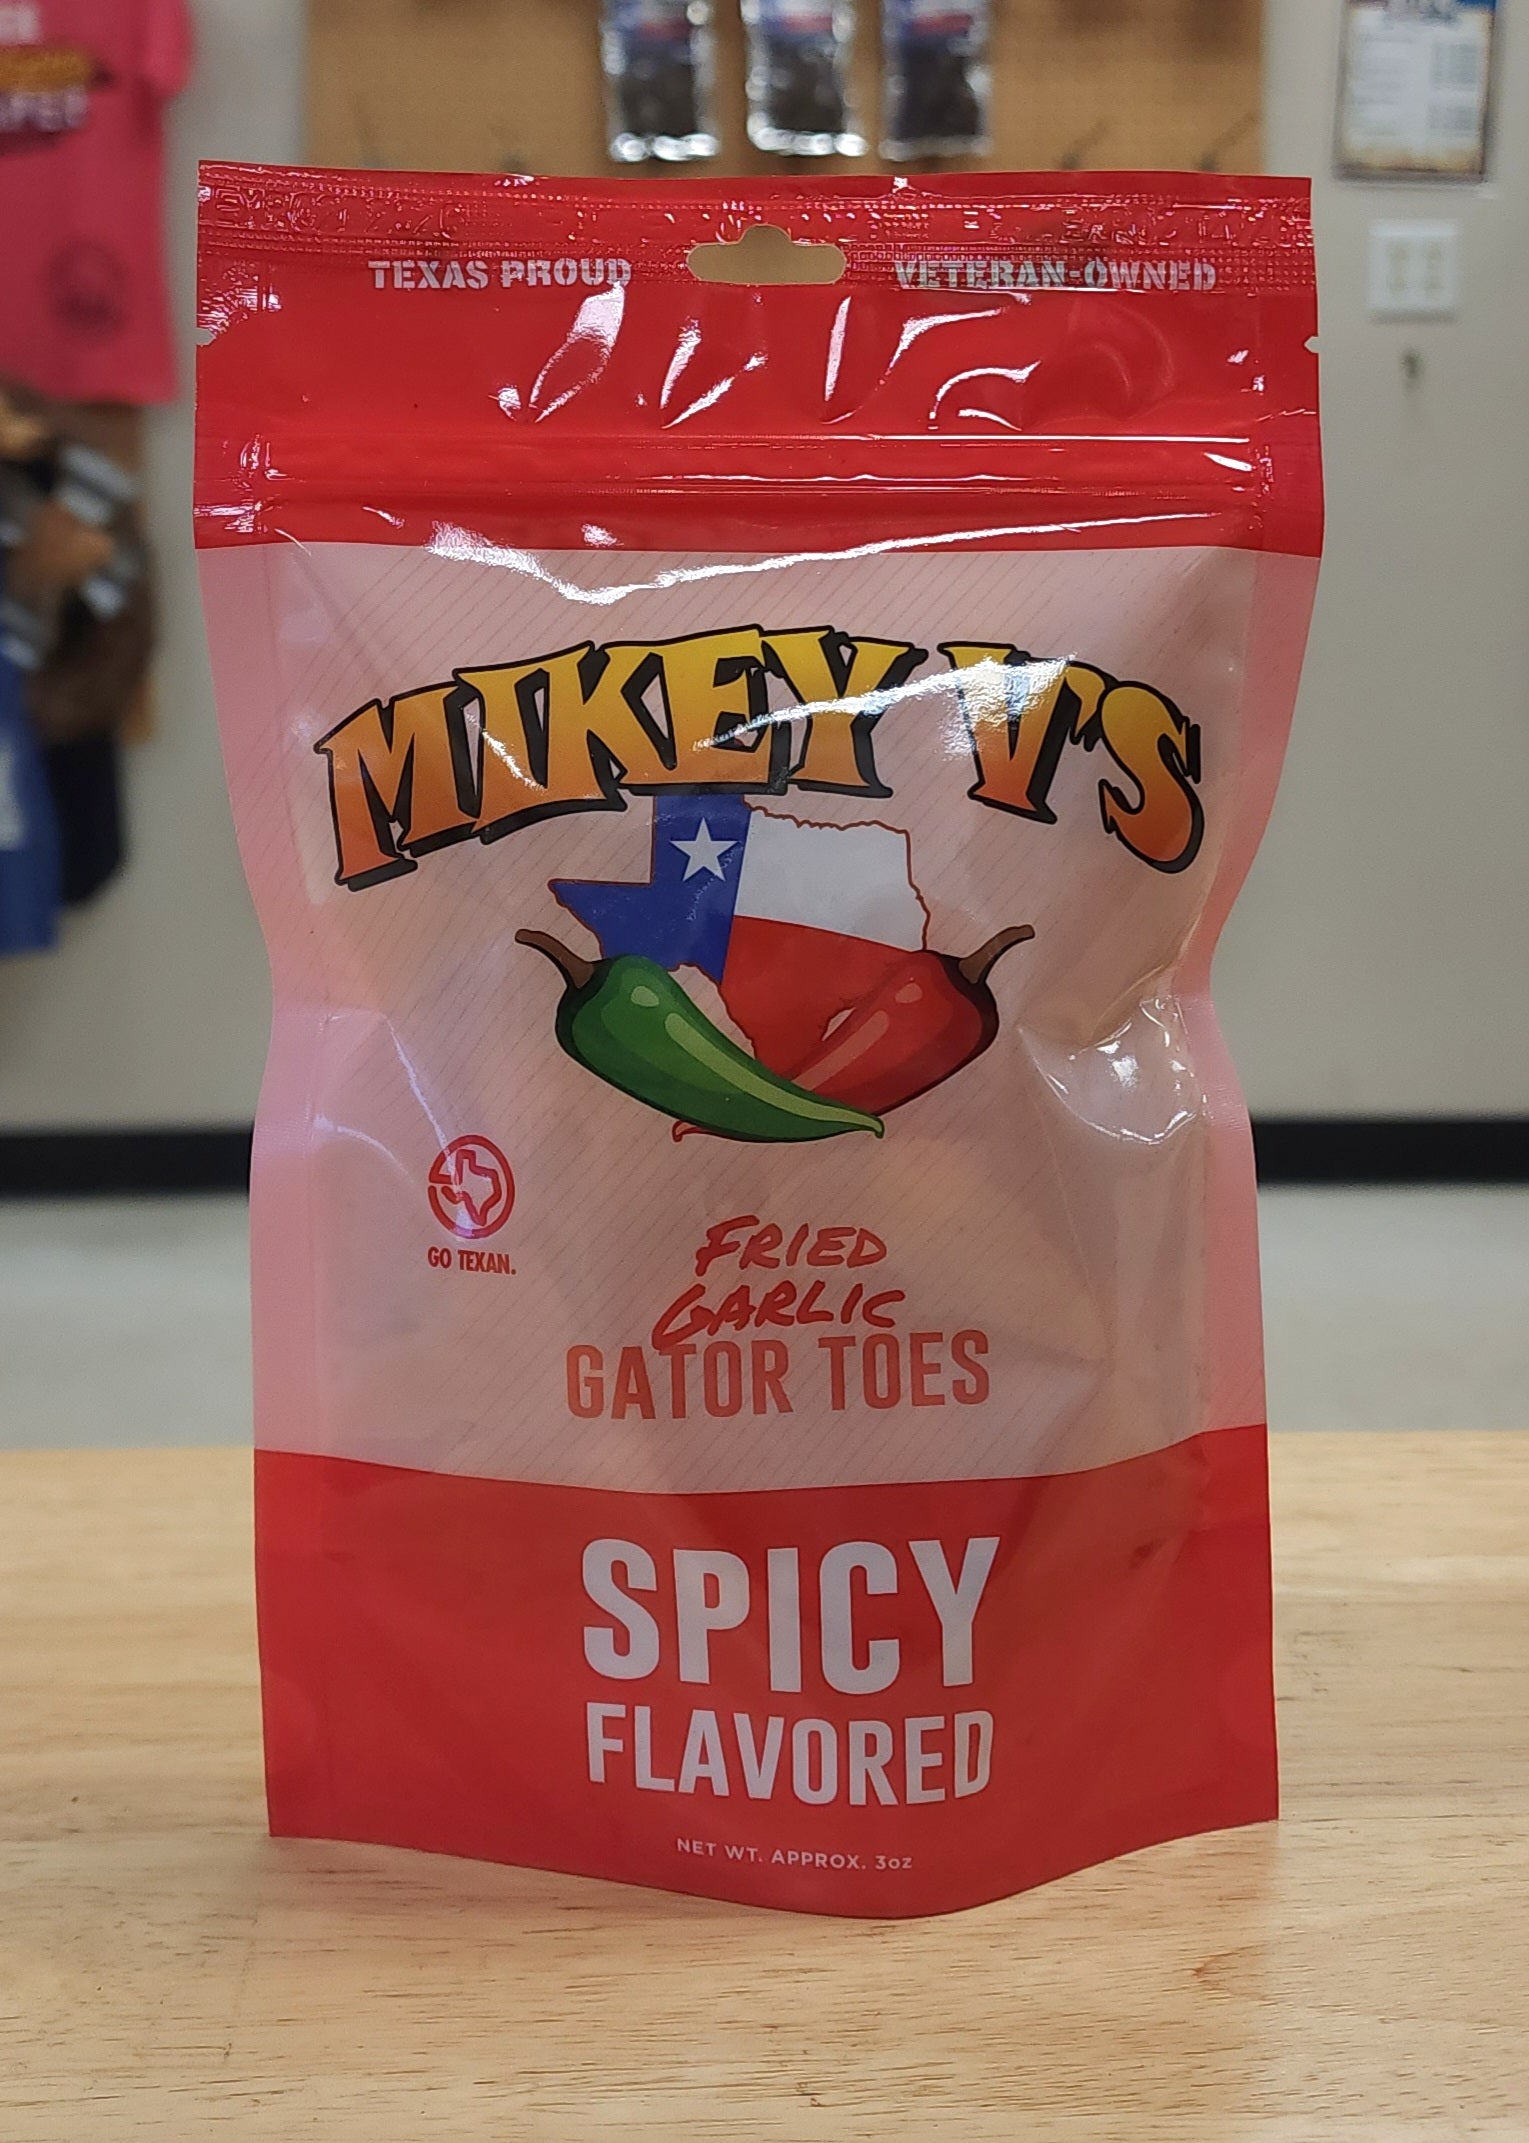 TEXAS PROUD
VETERAN-OWNED
MIKEY V'S
GO TEXAN.
FRIED
GARLIC
GATOR TOES
SPICY
FLAVORED
NET WT. APPROX. 3oz